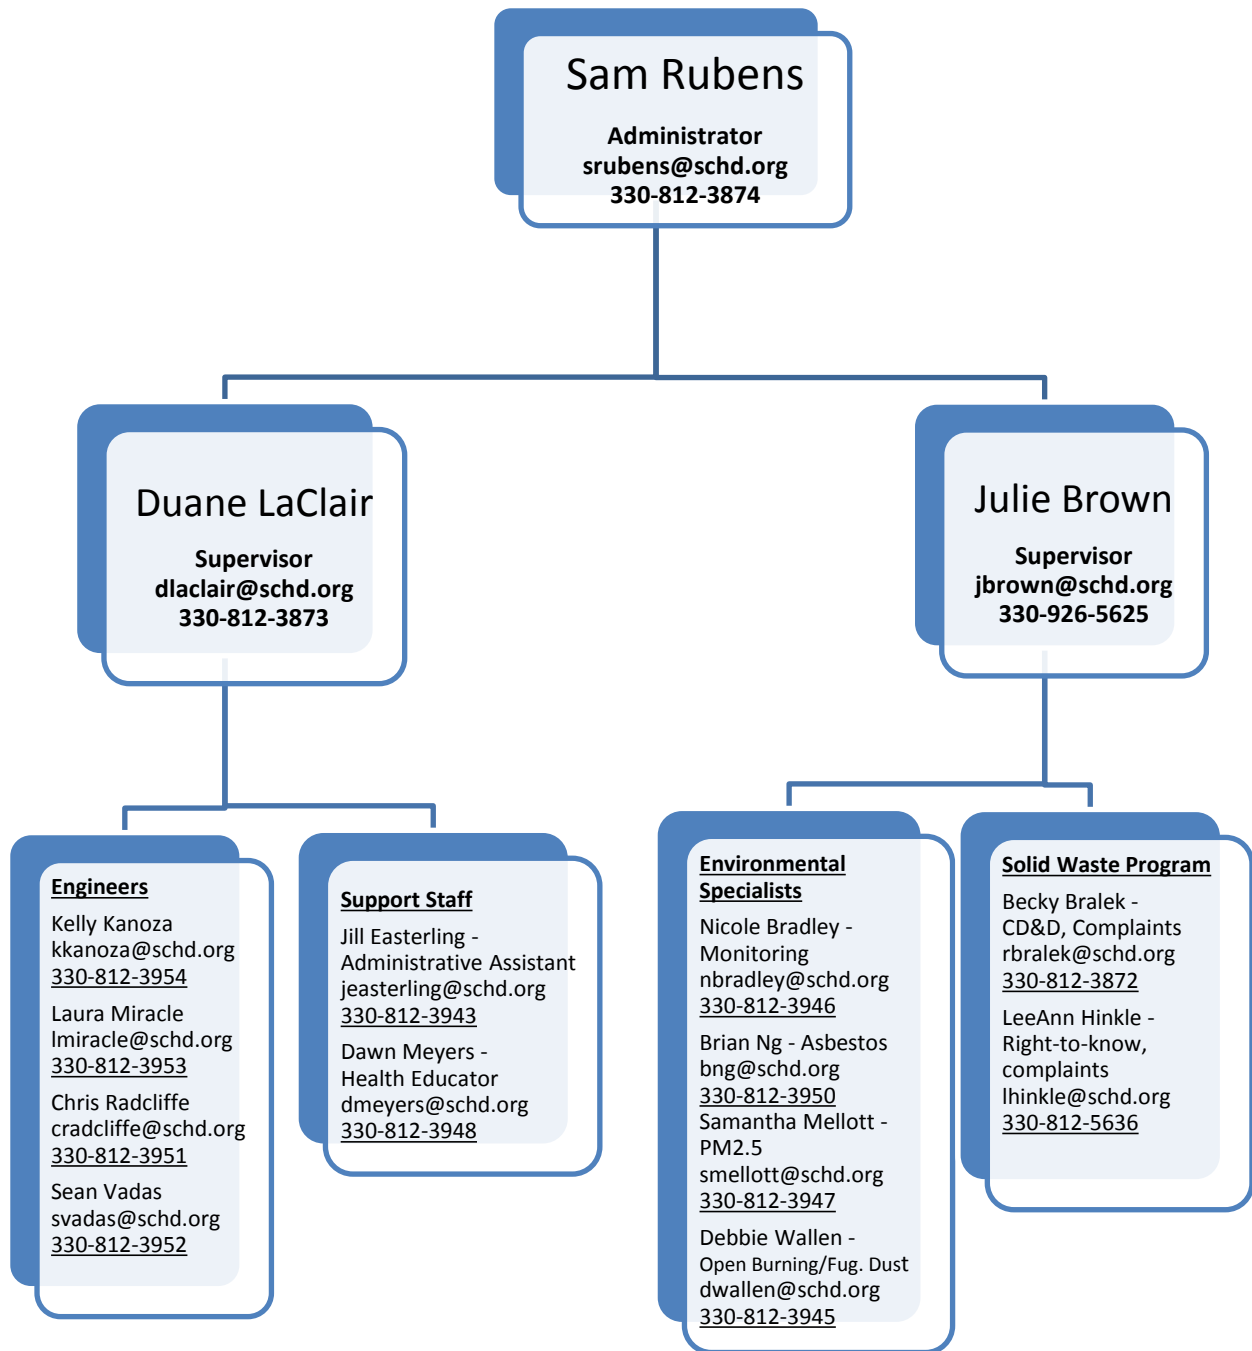 Sam Rubens
Administrator
srubens@schd.org
330-812-3874
Duane LaClair
Supervisor
dlaclair@schd.org
330-812-3873
Julie Brown
Supervisor
jbrown@schd.org
330-926-5625
Engineers
Kelly Kanoza
kkanoza@schd.org
330-812-3954
Laura Miracle
lmiracle@schd.org
330-812-3953
Chris Radcliffe
cradcliffe@schd.org
330-812-3951
Sean Vadas
svadas@schd.org
330-812-3952
Support Staff
Jill Easterling -
Administrative Assistant
jeasterling@schd.org
330-812-3943
Dawn Meyers -
Health Educator
dmeyers@schd.org
330-812-3948
Environmental
Specialists
Nicole Bradley -
Monitoring
nbradley@schd.org
330-812-3946
Brian Ng - Asbestos
bng@schd.org
330-812-3950
Samantha Mellott -
PM2.5
smellott@schd.org
330-812-3947
Debbie Wallen -
Open Burning/Fug. Dust
dwallen@schd.org
330-812-3945
Solid Waste Program
Becky Bralek -
CD&D, Complaints
rbralek@schd.org
330-812-3872
LeeAnn Hinkle -
Right-to-know,
complaints
lhinkle@schd.org
330-812-5636